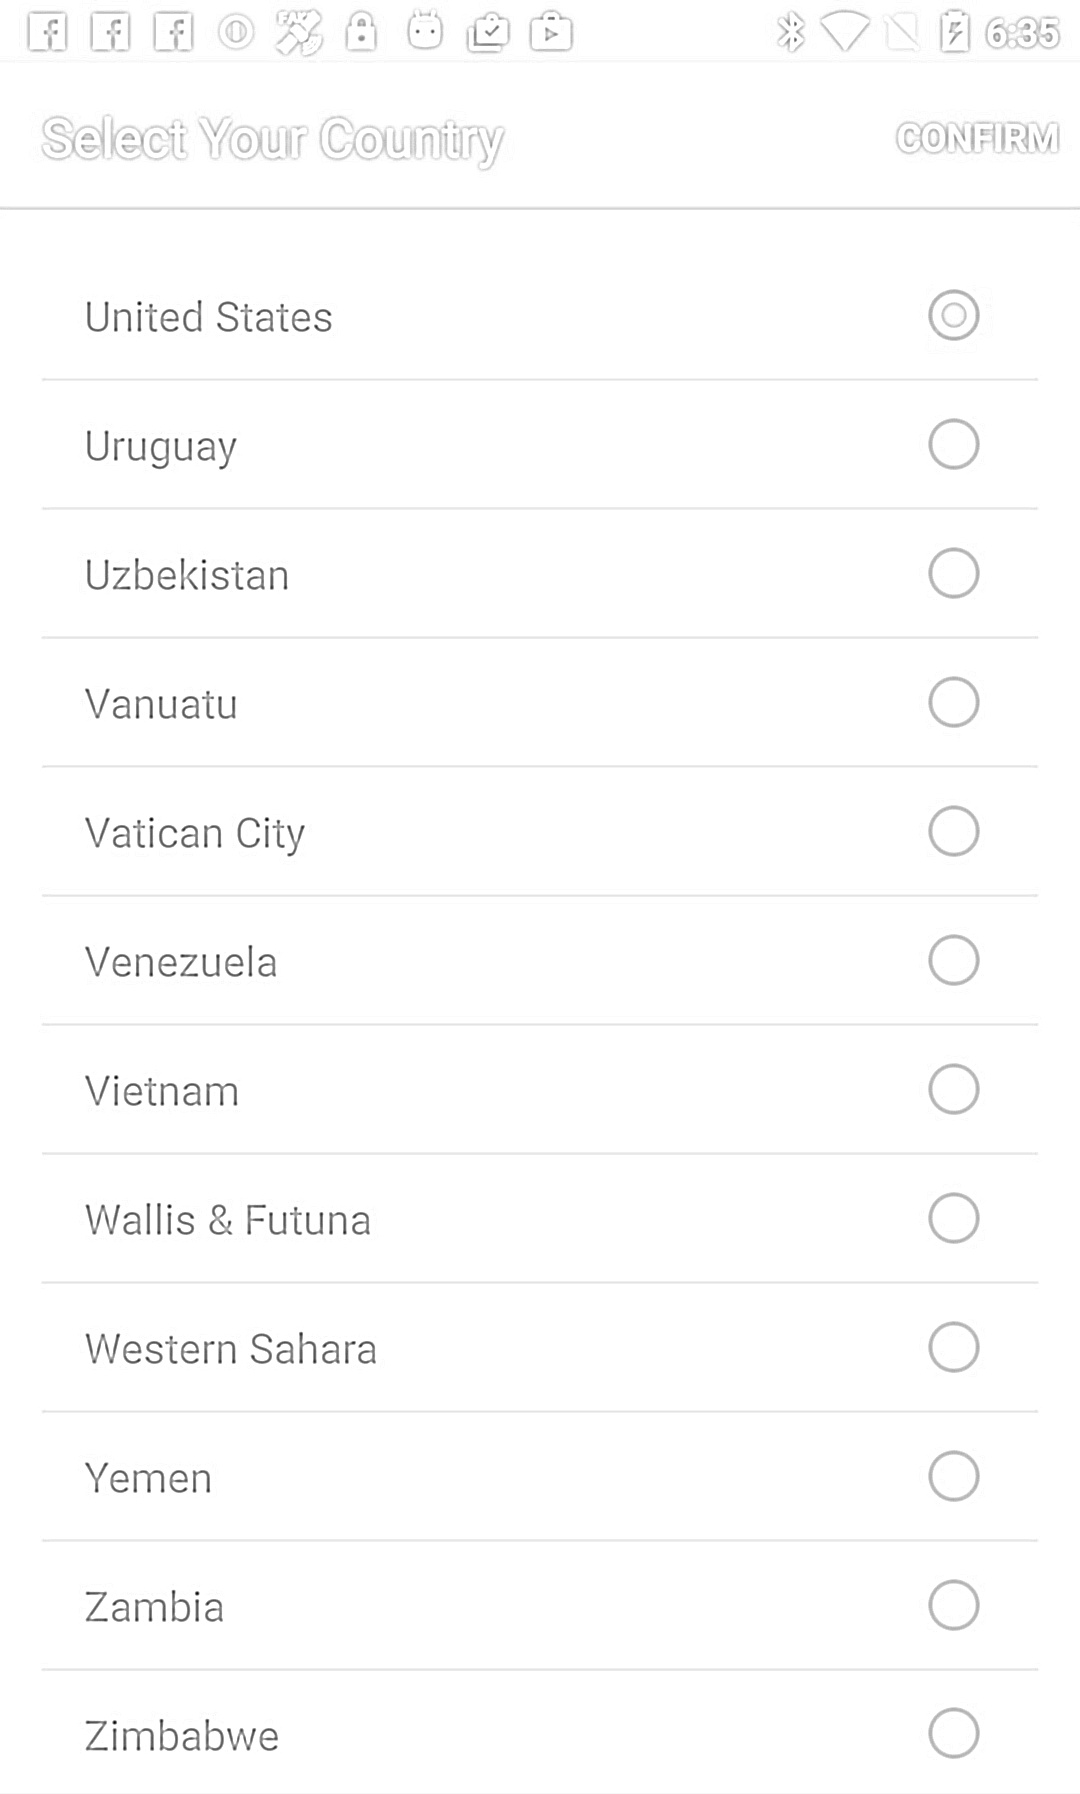 6:35
Select Your Country
CONFIRM
United States
Uruguay
Uzbekistan
Vanuatu
Vatican City
Venezuela
Vietnam
Wallis & Futuna
Western Sahara
Yemen
Zambia
Zimbabwe